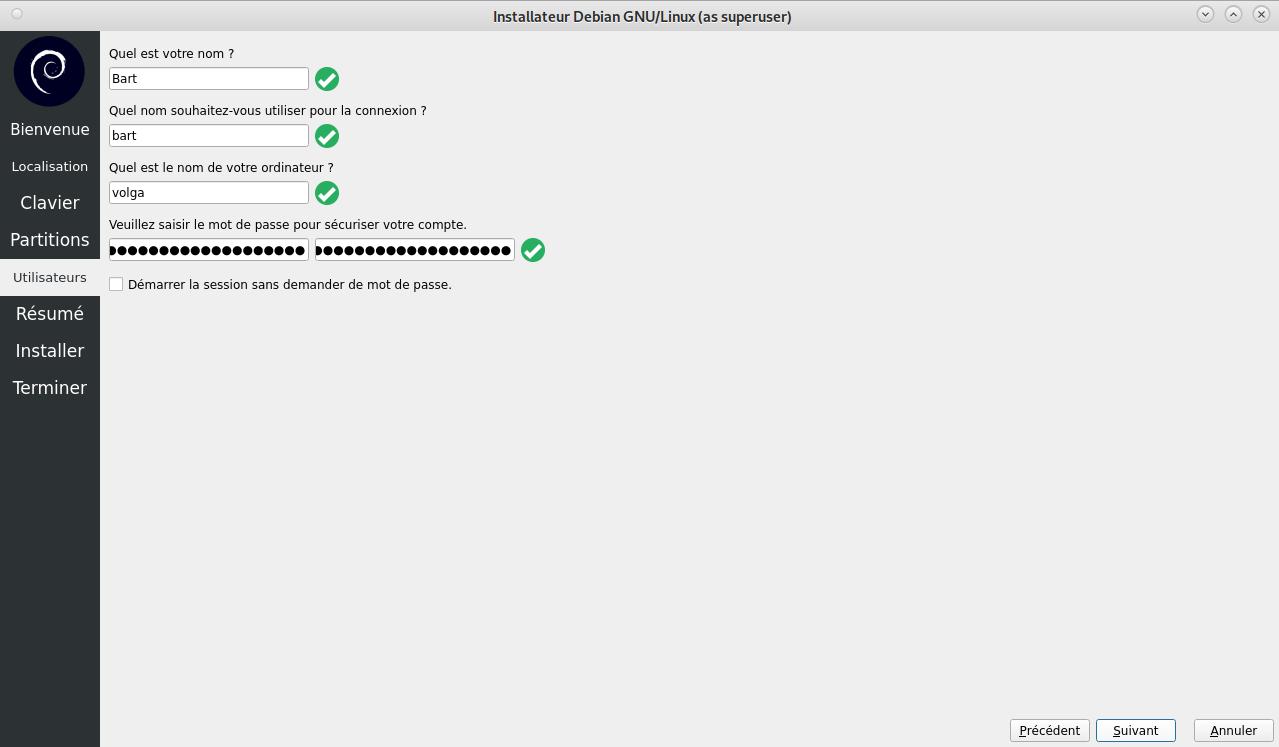 Installateur Debian GNU/Linux (as superuser)
Bienvenue
Localisation
Clavier
Partitions
Utilisateurs
Résumé
Installer
Terminer
Quel est votre nom ?
Bart
Quel nom souhaitez-vous utiliser pour la connexion ?
bart
Quel est le nom de votre ordinateur ?
volga
Veuillez saisir le mot de passe pour sécuriser votre compte.
Démarrer la session sans demander de mot de passe.
Précédent
Suivant
Annuler